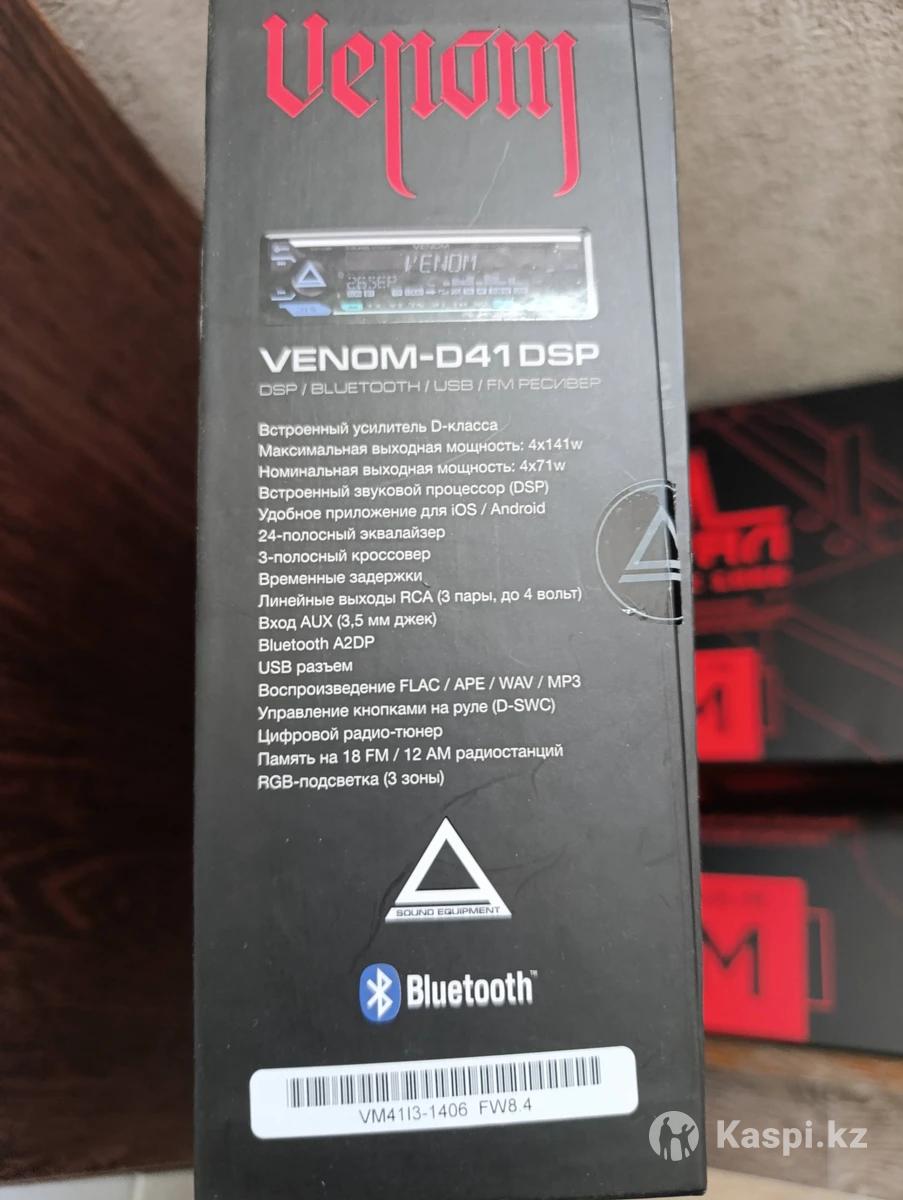 Venom
VENOM
VENOM
VENOM-D41 DSP
DSP / BLUETOOTH / USB / FM РЕСИВЕР
Встроенный усилитель D-класса
Максимальная выходная мощность: 4x141w
Номинальная выходная мощность: 4x71w
Встроенный звуковой процессор (DSP)
Удобное приложение для iOS / Android
24-полосный эквалайзер
3-полосный кроссовер
Временные задержки
Линейные выходы RCA (3 пары, до 4 вольт)
Вход AUX (3,5 мм джек)
Bluetooth A2DP
USB разъем
Воспроизведение FLAC / APE / WAV / MP3
Управление кнопками на руле (D-SWC)
Цифровой радио-тюнер
Память на 18 FM / 12 AM радиостанций
RGB-подсветка (3 зоны)
SOUND EQUIPMENT
Bluetooth™
VM41I3-1406 FW8.4
M
M
Kaspi.kz